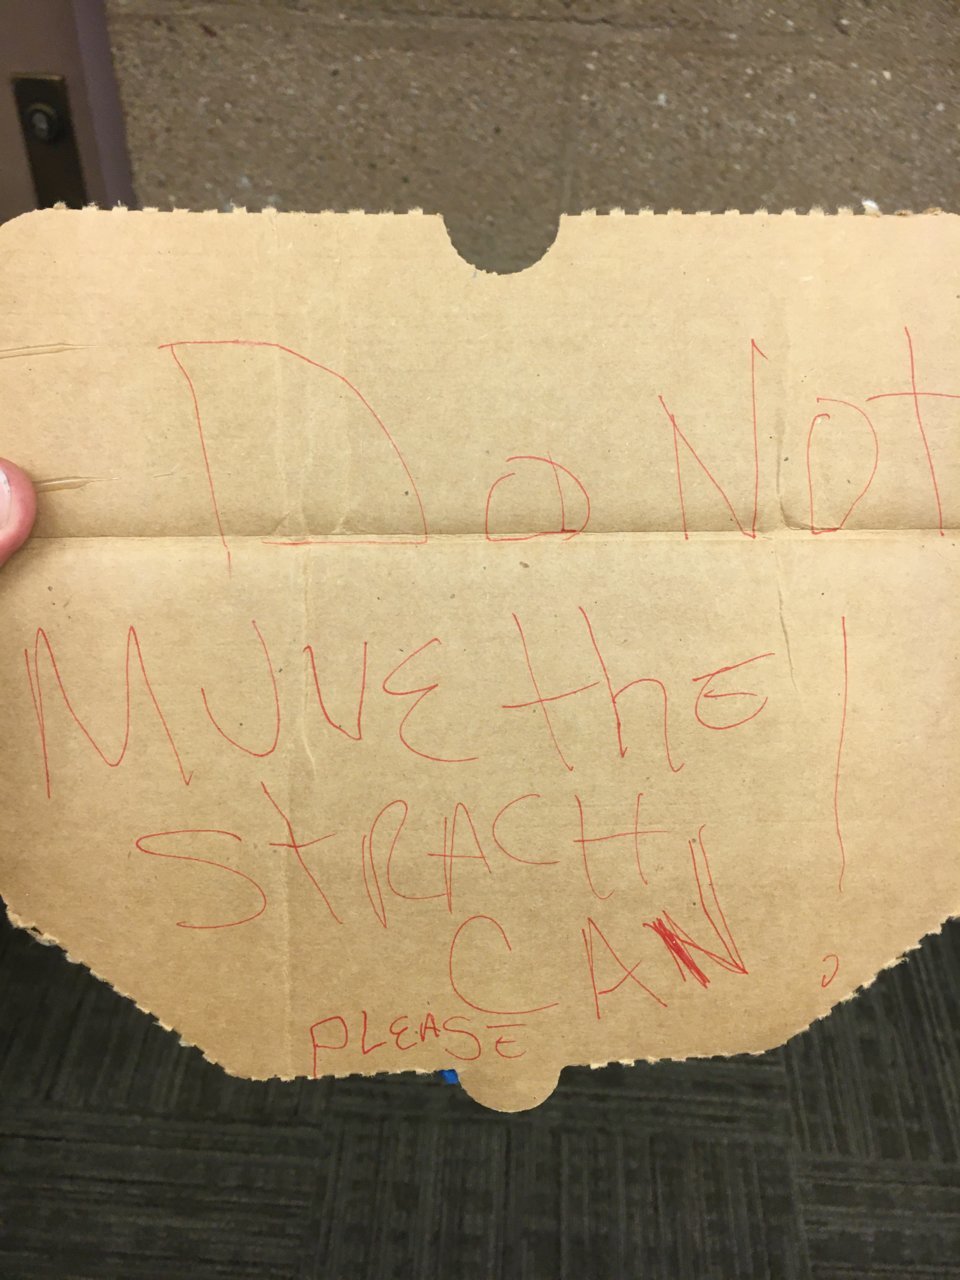 DO NOt
MUVE the
StRACH
CAN!
PLEASE